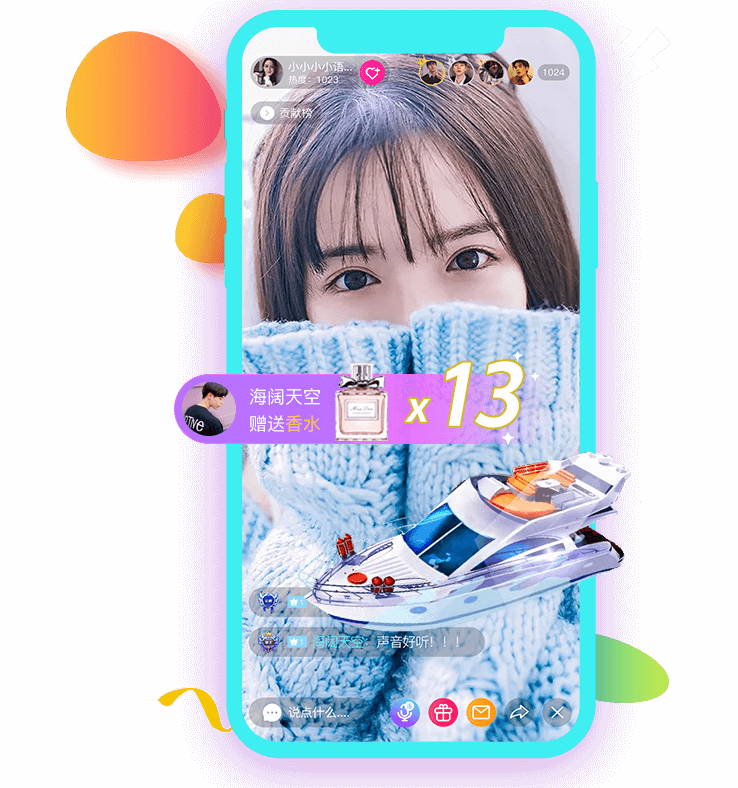 小小小小语...
热度：1023
1024
贡献榜
海阔天空
赠送香水
x 13
海阔天空：声音好听！！！
说点什么....